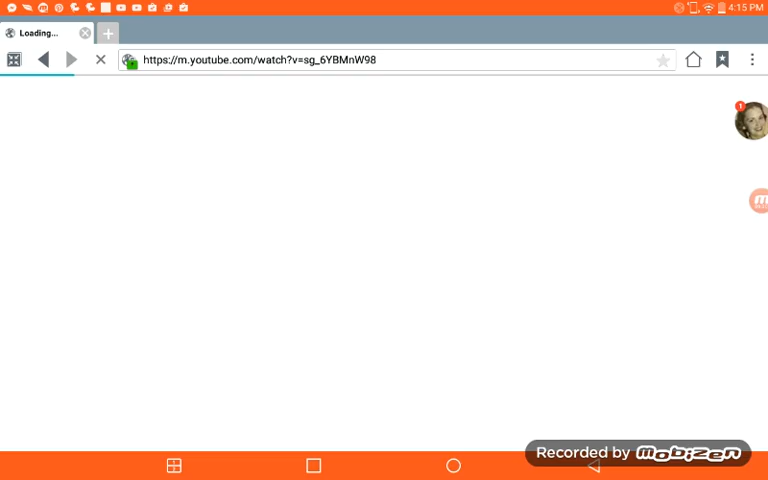 4:15 PM
Loading...
https://m.youtube.com/watch?v=sg_6YBMnW98
1
Recorded by mobizen